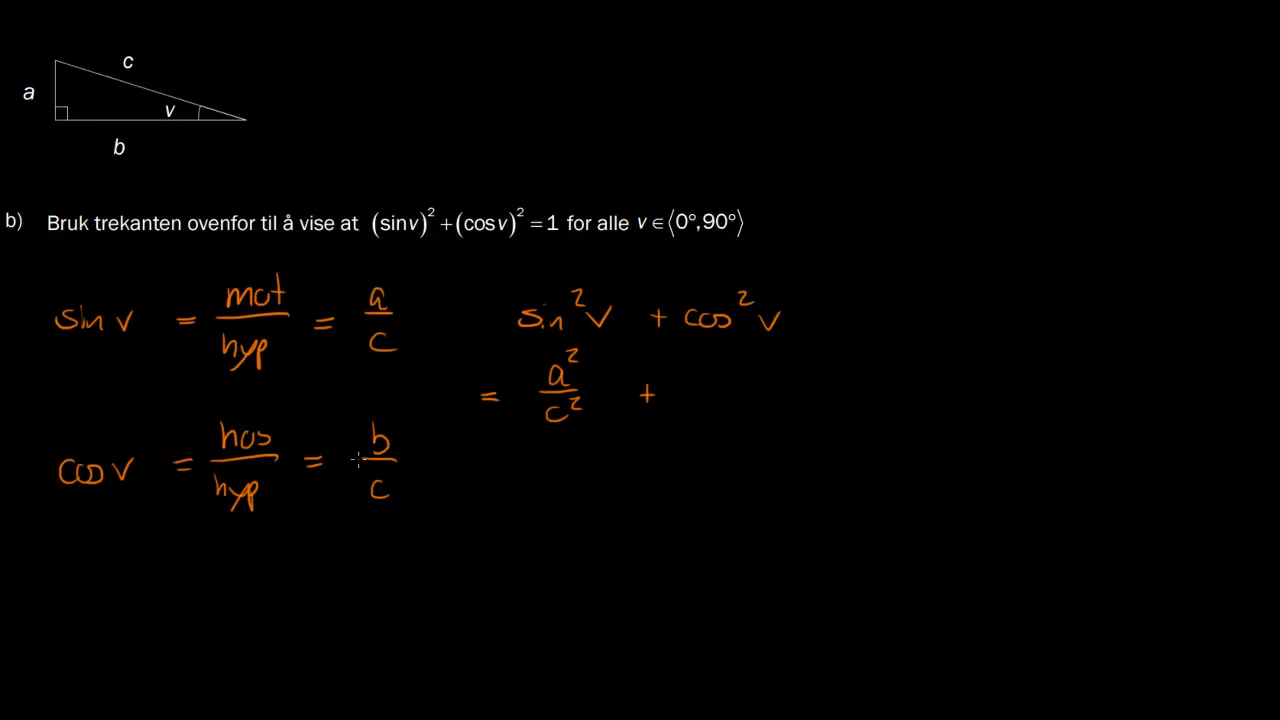 c
a
v
b
b) Bruk trekanten ovenfor til å vise at (sin v)² + (cos v)² = 1 for alle v ∈ ⟨0°, 90°⟩
sin v = mot/hyp = a/c
cos v = hos/hyp = b/c
sin² v + cos² v
= a²/c² +